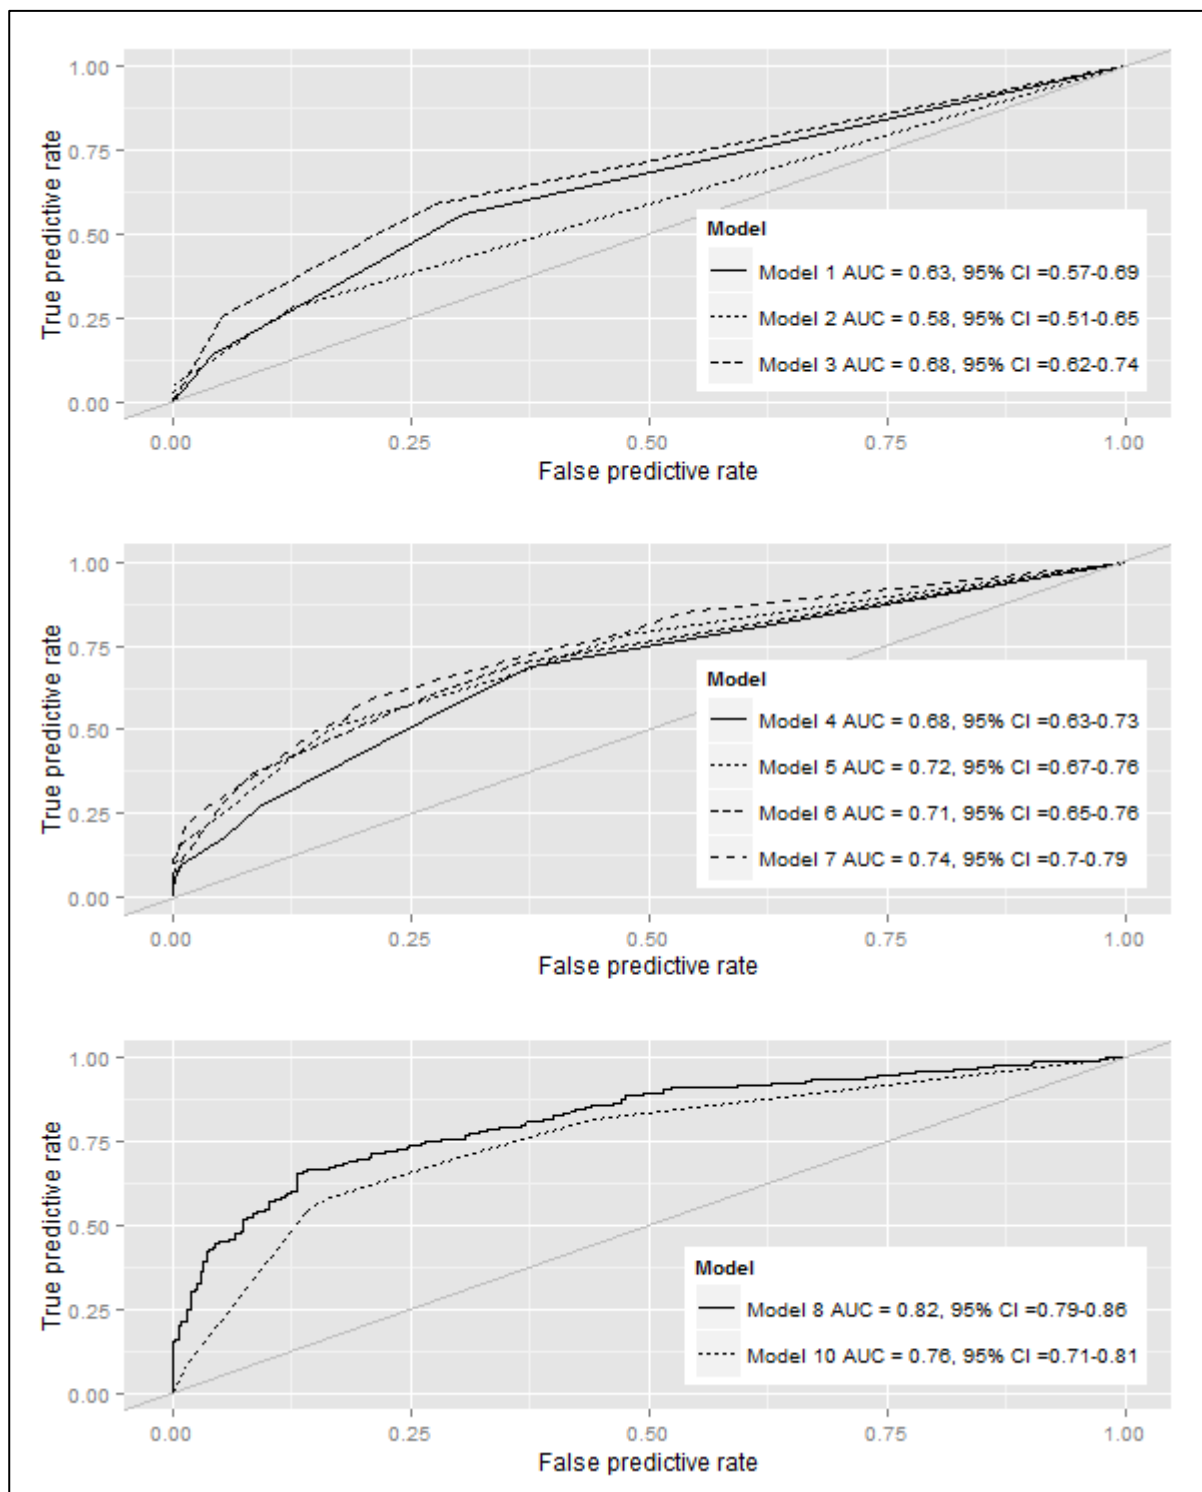 1.00
0.75
0.50
0.25
0.00
True predictive rate
Model
Model 1 AUC = 0.63, 95% CI =0.57-0.69
Model 2 AUC = 0.58, 95% CI =0.51-0.65
Model 3 AUC = 0.68, 95% CI =0.62-0.74
0.00 0.25 0.50 0.75 1.00
False predictive rate
1.00
0.75
0.50
0.25
0.00
True predictive rate
Model
Model 4 AUC = 0.68, 95% CI =0.63-0.73
Model 5 AUC = 0.72, 95% CI =0.67-0.76
Model 6 AUC = 0.71, 95% CI =0.65-0.76
Model 7 AUC = 0.74, 95% CI =0.7-0.79
0.00 0.25 0.50 0.75 1.00
False predictive rate
1.00
0.75
0.50
0.25
0.00
True predictive rate
Model
Model 8 AUC = 0.82, 95% CI =0.79-0.86
Model 10 AUC = 0.76, 95% CI =0.71-0.81
0.00 0.25 0.50 0.75 1.00
False predictive rate